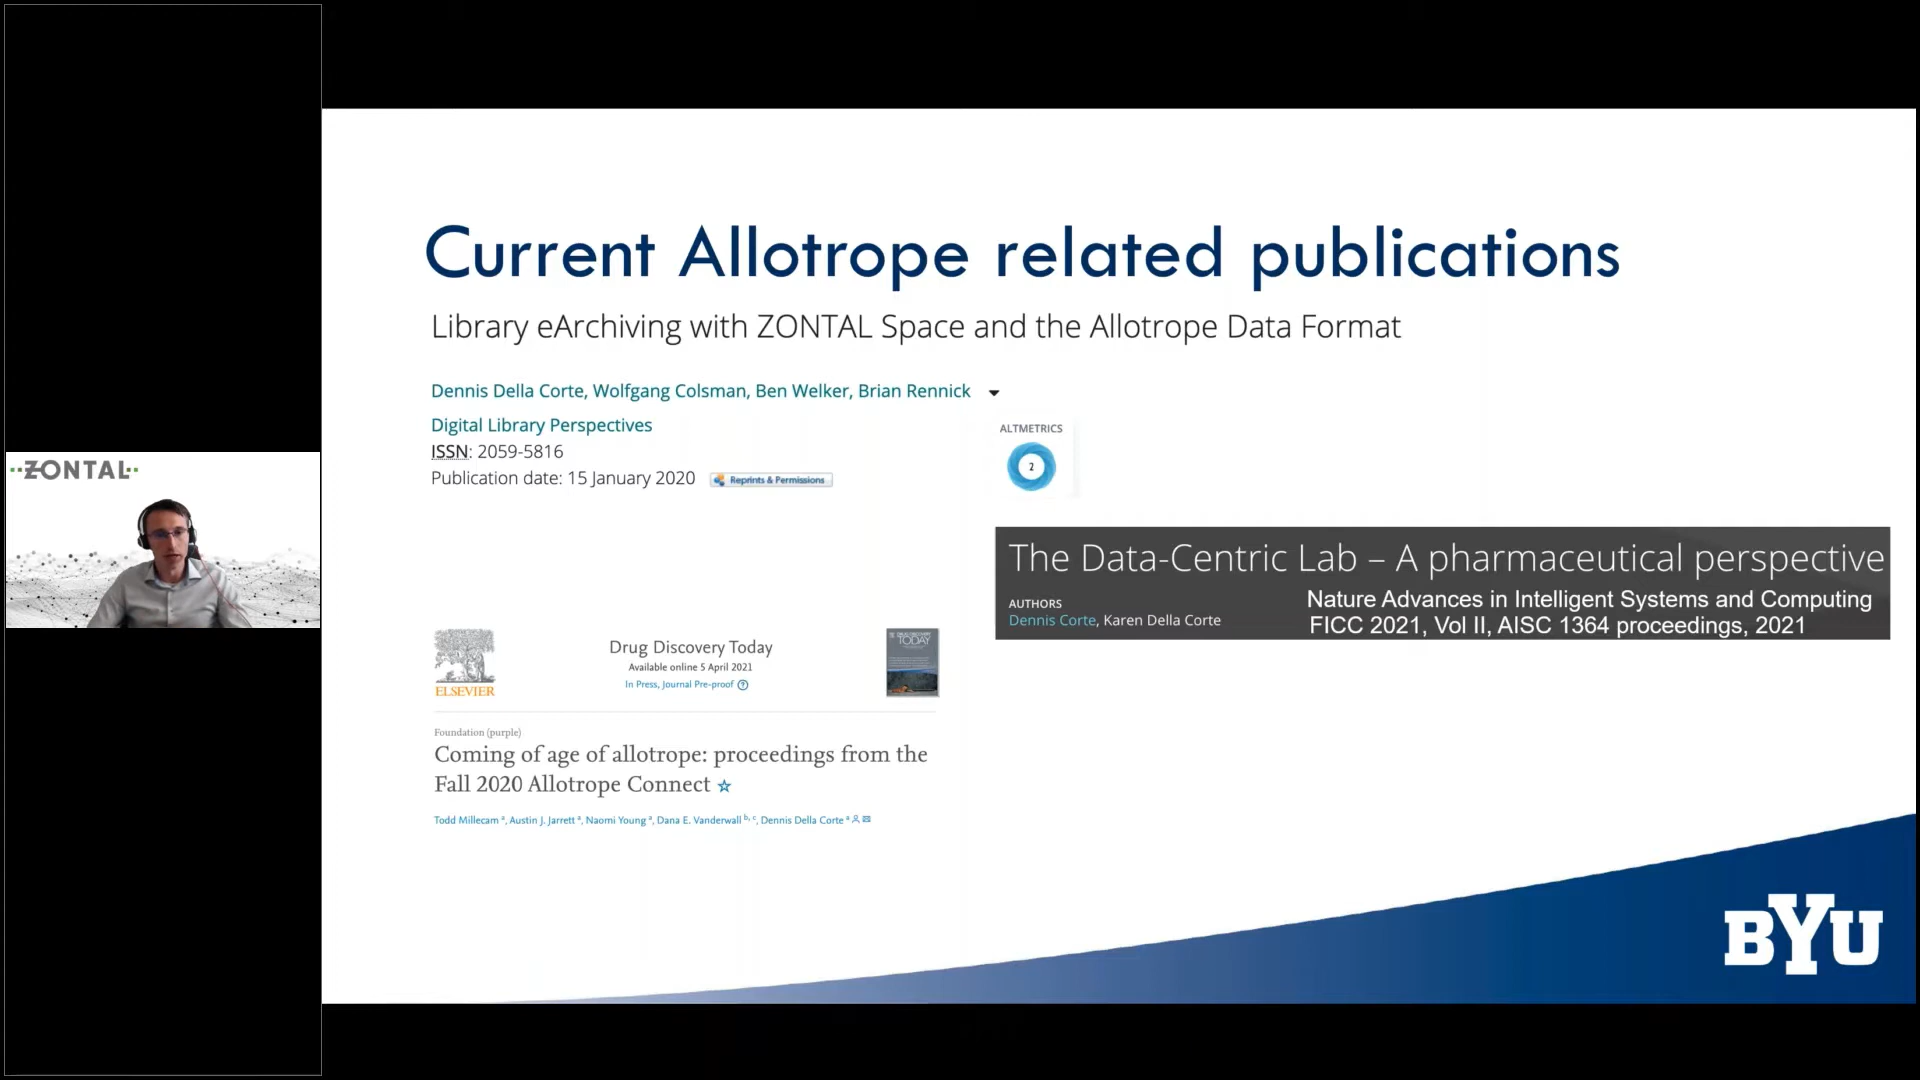 ZONTAL
Current Allotrope related publications
Library eArchiving with ZONTAL Space and the Allotrope Data Format
Dennis Della Corte, Wolfgang Colsman, Ben Welker, Brian Rennick
Digital Library Perspectives
ISSN: 2059-5816
Publication date: 15 January 2020 Reprints & Permissions
ALTMETRICS
2
The Data-Centric Lab – A pharmaceutical perspective
AUTHORS
Dennis Corte, Karen Della Corte
Nature Advances in Intelligent Systems and Computing
FICC 2021, Vol II, AISC 1364 proceedings, 2021
ELSEVIER
Drug Discovery Today
Available online 5 April 2021
In Press, Journal Pre-proof ?
TODAY
Foundation (purple)
Coming of age of allotrope: proceedings from the
Fall 2020 Allotrope Connect ☆
Todd Millecam a, Austin J. Jarrett a, Naomi Young a, Dana E. Vanderwall b, c, Dennis Della Corte a
BYU